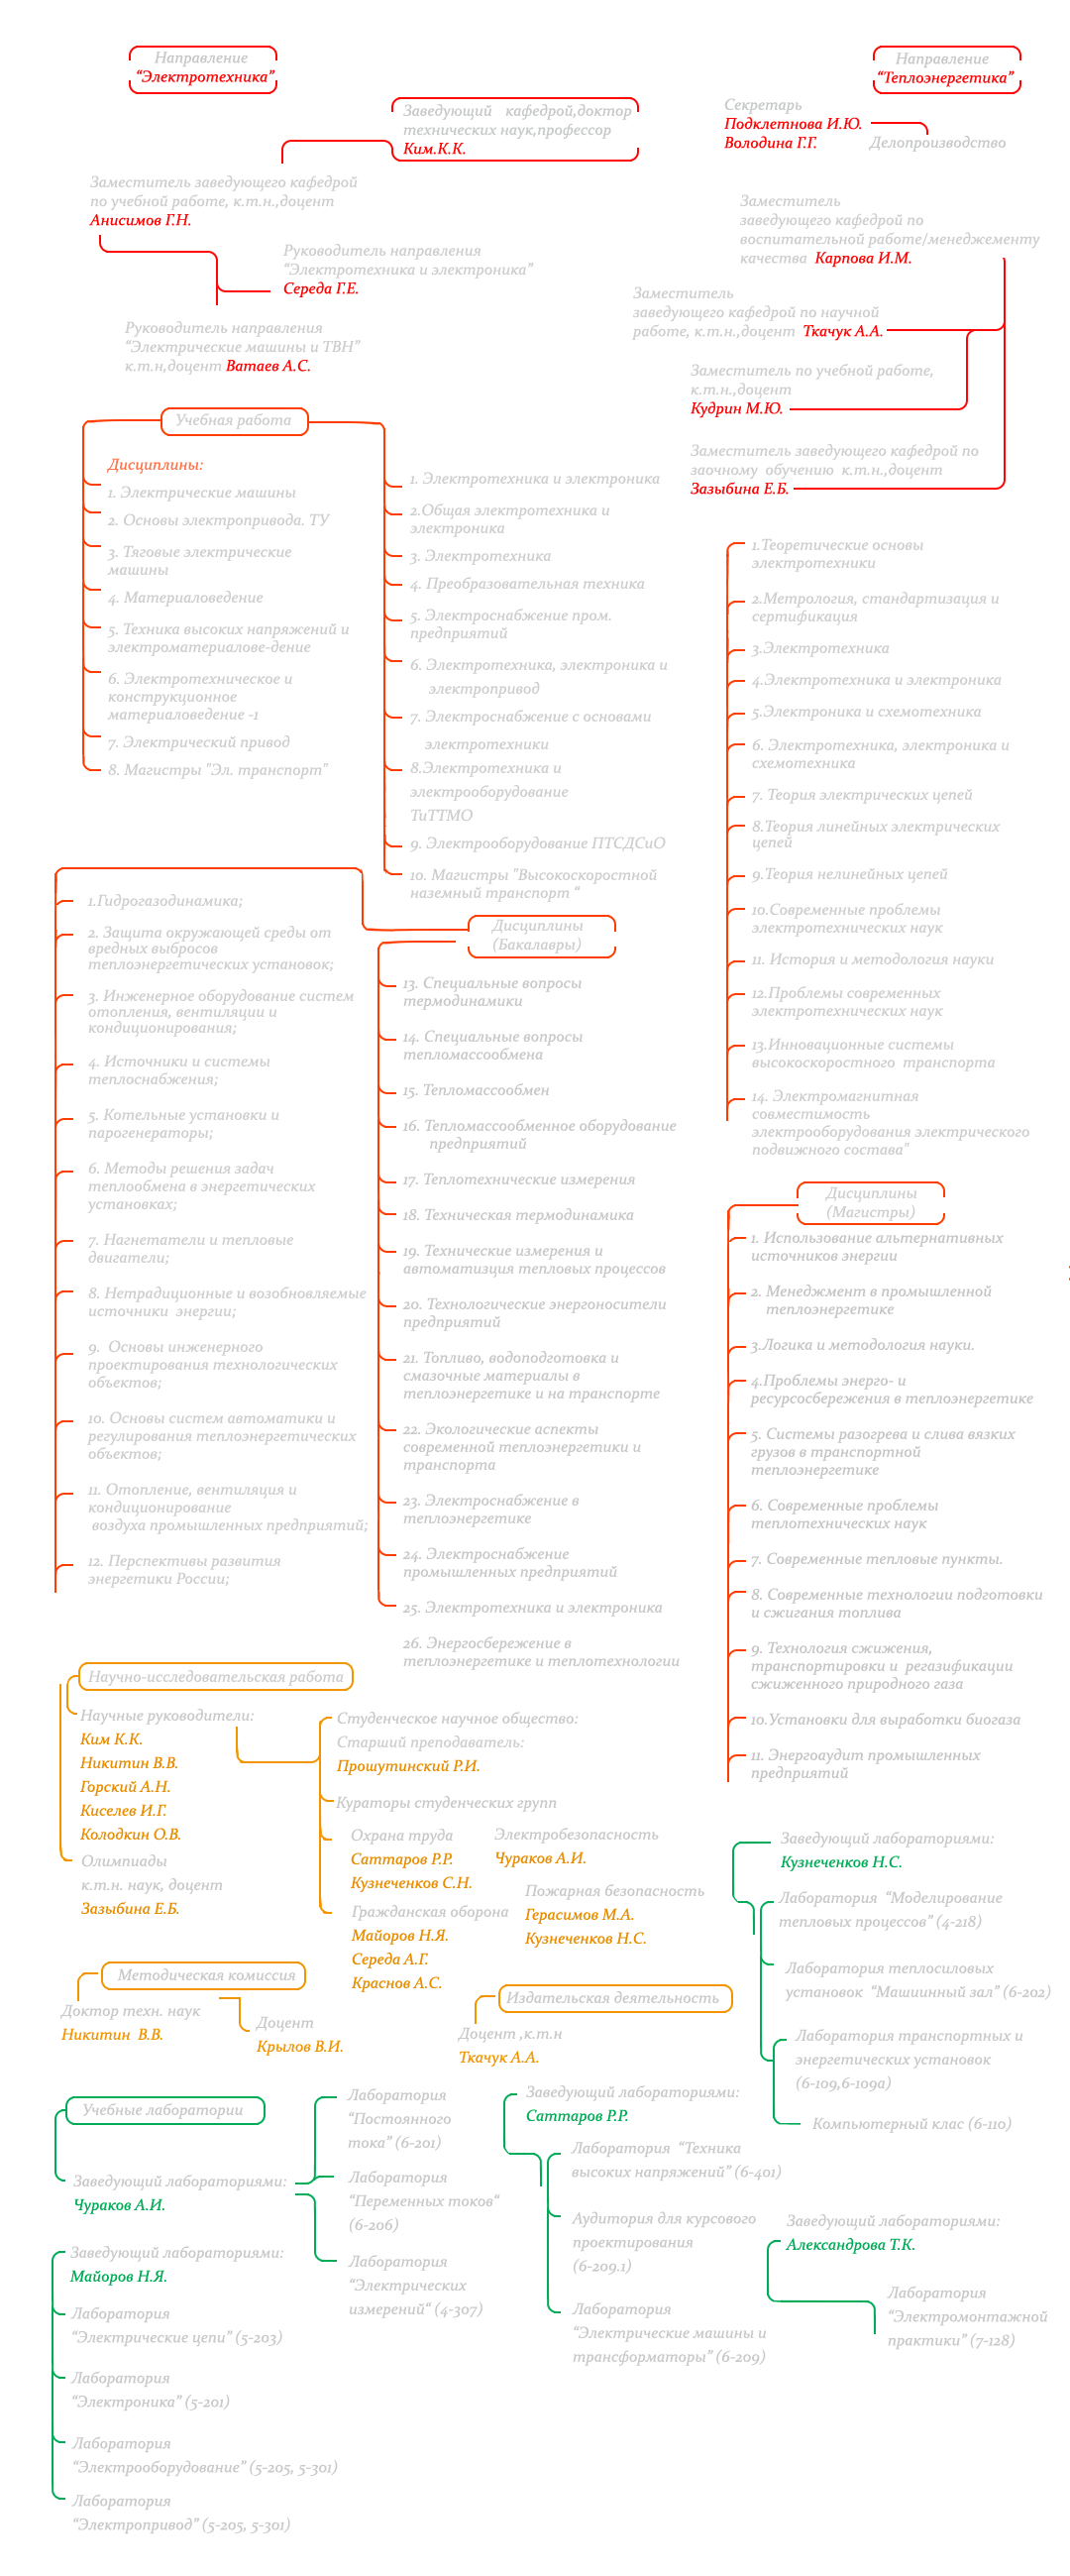 Направление
“Электротехника”
Направление
“Теплоэнергетика”
Заведующий кафедрой,доктор
технических наук,профессор
Ким.К.К.
Секретарь
Подклетнова И.Ю.
Володина Г.Г.
Делопроизводство
Заместитель заведующего кафедрой
по учебной работе, к.т.н.,доцент
Анисимов Г.Н.
Заместитель
заведующего кафедрой по
воспитательной работе/менеджементу
качества Карпова И.М.
Руководитель направления
“Электротехника и электроника”
Середа Г.Е.
Заместитель
заведующего кафедрой по научной
работе, к.т.н.,доцент Ткачук А.А.
Руководитель направления
“Электрические машины и ТВН”
к.т.н,доцент Ватаев А.С.
Заместитель по учебной работе,
к.т.н.,доцент
Кудрин М.Ю.
Заместитель заведующего кафедрой по
заочному обучению к.т.н.,доцент
Зазыбина Е.Б.
Учебная работа
Дисциплины:
1. Электрические машины
2. Основы электропривода. ТУ
3. Тяговые электрические
машины
4. Материаловедение
5. Техника высоких напряжений и
электроматериалове-дение
6. Электротехническое и
конструкционное
материаловедение -1
7. Электрический привод
8. Магистры "Эл. транспорт"
1. Электротехника и электроника
2.Общая электротехника и
электроника
3. Электротехника
4. Преобразовательная техника
5. Электроснабжение пром.
предприятий
6. Электротехника, электроника и
электропривод
7. Электроснабжение с основами
электротехники
8.Электротехника и
электрооборудование
ТиТТМО
9. Электрооборудование ПТСДСиО
10. Магистры "Высокоскоростной
наземный транспорт “
1.Теоретические основы
электротехники
2.Метрология, стандартизация и
сертификация
3.Электротехника
4.Электротехника и электроника
5.Электроника и схемотехника
6. Электротехника, электроника и
схемотехника
7. Теория электрических цепей
8.Теория линейных электрических
цепей
9.Теория нелинейных цепей
10.Современные проблемы
электротехнических наук
11. История и методология науки
12.Проблемы современных
электротехнических наук
13.Инновационные системы
высокоскоростного транспорта
14. Электромагнитная
совместимость
электрооборудования электрического
подвижного состава"
Дисциплины
(Бакалавры)
1.Гидрогазодинамика;
2. Защита окружающей среды от
вредных выбросов
теплоэнергетических установок;
3. Инженерное оборудование систем
отопления, вентиляции и
кондиционирования;
4. Источники и системы
теплоснабжения;
5. Котельные установки и
парогенераторы;
6. Методы решения задач
теплообмена в энергетических
установках;
7. Нагнетатели и тепловые
двигатели;
8. Нетрадиционные и возобновляемые
источники энергии;
9. Основы инженерного
проектирования технологических
объектов;
10. Основы систем автоматики и
регулирования теплоэнергетических
объектов;
11. Отопление, вентиляция и
кондиционирование
воздуха промышленных предприятий;
12. Перспективы развития
энергетики России;
13. Специальные вопросы
термодинамики
14. Специальные вопросы
тепломассообмена
15. Тепломассообмен
16. Тепломассообменное оборудование
предприятий
17. Теплотехнические измерения
18. Техническая термодинамика
19. Технические измерения и
автоматизция тепловых процессов
20. Технологические энергоносители
предприятий
21. Топливо, водоподготовка и
смазочные материалы в
теплоэнергетике и на транспорте
22. Экологические аспекты
современной теплоэнергетики и
транспорта
23. Электроснабжение в
теплоэнергетике
24. Электроснабжение
промышленных предприятий
25. Электротехника и электроника
26. Энергосбережение в
теплоэнергетике и теплотехнологии
Дисциплины
(Магистры)
1. Использование альтернативных
источников энергии
2. Менеджмент в промышленной
теплоэнергетике
3.Логика и методология науки.
4.Проблемы энерго- и
ресурсосбережения в теплоэнергетике
5. Системы разогрева и слива вязких
грузов в транспортной
теплоэнергетике
6. Современные проблемы
теплотехнических наук
7. Современные тепловые пункты.
8. Современные технологии подготовки
и сжигания топлива
9. Технология сжижения,
транспортировки и регазификации
сжиженного природного газа
10.Установки для выработки биогаза
11. Энергоаудит промышленных
предприятий
Научно-исследовательская работа
Научные руководители:
Ким К.К.
Никитин В.В.
Горский А.Н.
Киселев И.Г.
Колодкин О.В.
Олимпиады
к.т.н. наук, доцент
Зазыбина Е.Б.
Студенческое научное общество:
Старший преподаватель:
Прошутинский Р.И.
Кураторы студенческих групп
Охрана труда
Саттаров Р.Р.
Кузнеченков С.Н.
Электробезопасность
Чураков А.И.
Гражданская оборона
Майоров Н.Я.
Середа А.Г.
Краснов А.С.
Пожарная безопасность
Герасимов М.А.
Кузнеченков Н.С.
Методическая комиссия
Доктор техн. наук
Никитин В.В.
Доцент
Крылов В.И.
Издательская деятельность
Доцент ,к.т.н
Ткачук А.А.
Заведующий лабораториями:
Кузнеченков Н.С.
Лаборатория “Моделирование
тепловых процессов” (4-218)
Лаборатория теплосиловых
установок “Машинный зал” (6-202)
Лаборатория транспортных и
энергетических установок
(6-109,6-109а)
Компьютерный клас (6-110)
Учебные лаборатории
Заведующий лабораториями:
Чураков А.И.
Лаборатория
“Постоянного
тока” (6-201)
Лаборатория
“Переменных токов“
(6-206)
Лаборатория
“Электрических
измерений“ (4-307)
Заведующий лабораториями:
Саттаров Р.Р.
Лаборатория “Техника
высоких напряжений” (6-401)
Аудитория для курсового
проектирования
(6-209.1)
Лаборатория
“Электрические машины и
трансформаторы” (6-209)
Заведующий лабораториями:
Александрова Т.К.
Лаборатория
“Электромонтажной
практики” (7-128)
Заведующий лабораториями:
Майоров Н.Я.
Лаборатория
“Электрические цепи” (5-203)
Лаборатория
“Электроника” (5-201)
Лаборатория
“Электрооборудование” (5-205, 5-301)
Лаборатория
“Электропривод” (5-205, 5-301)